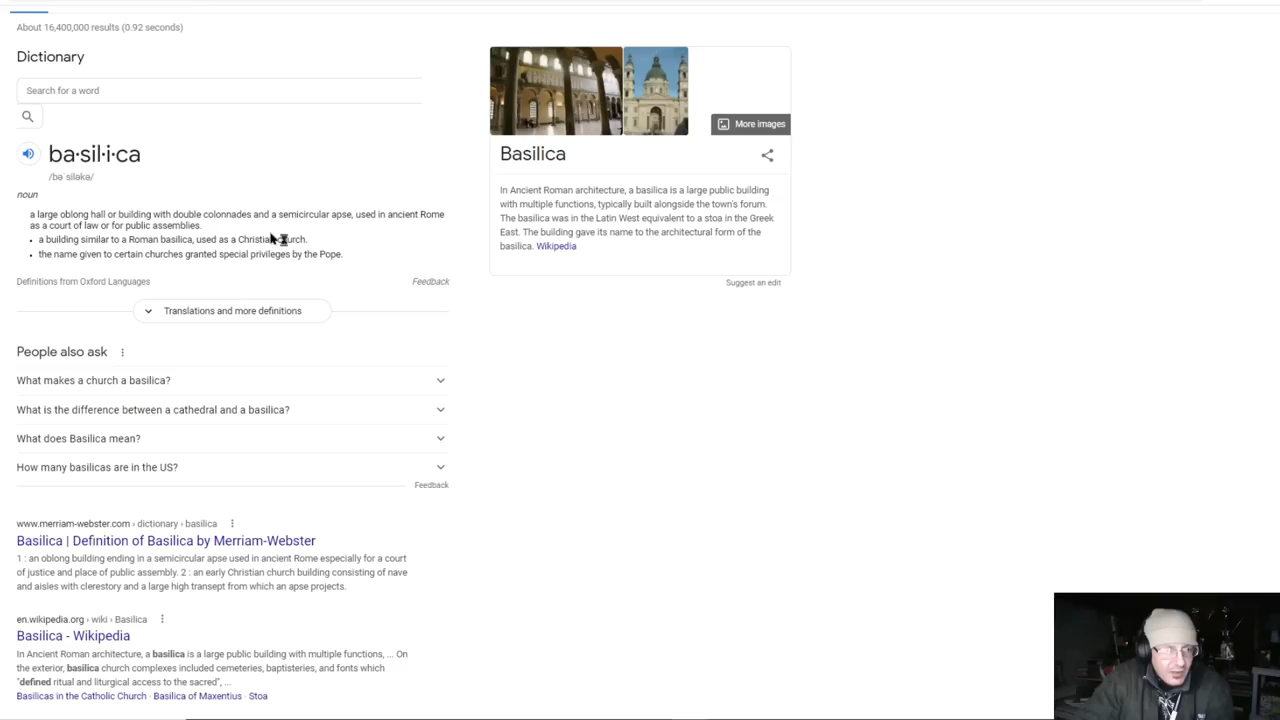 About 16,400,000 results (0.92 seconds)
Dictionary
Search for a word
ba·sil·i·ca
/bəˈsiləkə/
noun
a large oblong hall or building with double colonnades and a semicircular apse, used in ancient Rome
as a court of law or for public assemblies.
• a building similar to a Roman basilica, used as a Christian church.
• the name given to certain churches granted special privileges by the Pope.
Definitions from Oxford Languages
Feedback
Translations and more definitions
People also ask
What makes a church a basilica?
What is the difference between a cathedral and a basilica?
What does Basilica mean?
How many basilicas are in the US?
Feedback
www.merriam-webster.com › dictionary › basilica
Basilica | Definition of Basilica by Merriam-Webster
1 : an oblong building ending in a semicircular apse used in ancient Rome especially for a court
of justice and place of public assembly. 2 : an early Christian church building consisting of nave
and aisles with clerestory and a large high transept from which an apse projects.
en.wikipedia.org › wiki › Basilica
Basilica - Wikipedia
In Ancient Roman architecture, a basilica is a large public building with multiple functions, ... On
the exterior, basilica church complexes included cemeteries, baptisteries, and fonts which
"defined ritual and liturgical access to the sacred", ...
Basilicas in the Catholic Church · Basilica of Maxentius · Stoa
More images
Basilica
In Ancient Roman architecture, a basilica is a large public building
with multiple functions, typically built alongside the town's forum.
The basilica was in the Latin West equivalent to a stoa in the Greek
East. The building gave its name to the architectural form of the
basilica. Wikipedia
Suggest an edit